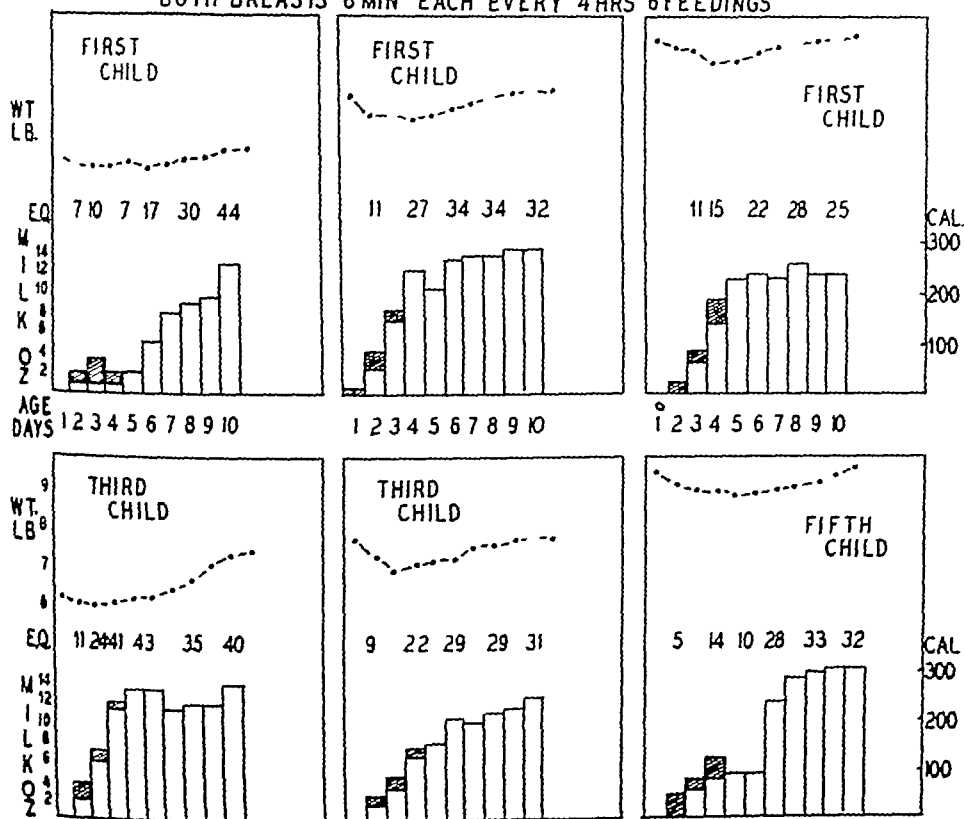 BOTH BREASTS 6 MIN EACH EVERY 4 HRS 6 FEEDINGS
FIRST
CHILD
FIRST
CHILD
FIRST
CHILD
WT
LB.
E.Q. 7 10 7 17 30 44
11 27 34 34 32
11 15 22 28 25
MILK OZ
14
12
10
8
6
4
2
CAL.
300
200
100
AGE
DAYS 1 2 3 4 5 6 7 8 9 10
1 2 3 4 5 6 7 8 9 10
1 2 3 4 5 6 7 8 9 10
THIRD
CHILD
THIRD
CHILD
FIFTH
CHILD
WT.
LB
9
8
7
6
E.Q. 11 24 41 43 35 40
9 22 29 29 31
5 14 10 28 33 32
MILK OZ
14
12
10
8
6
4
2
CAL
300
200
100